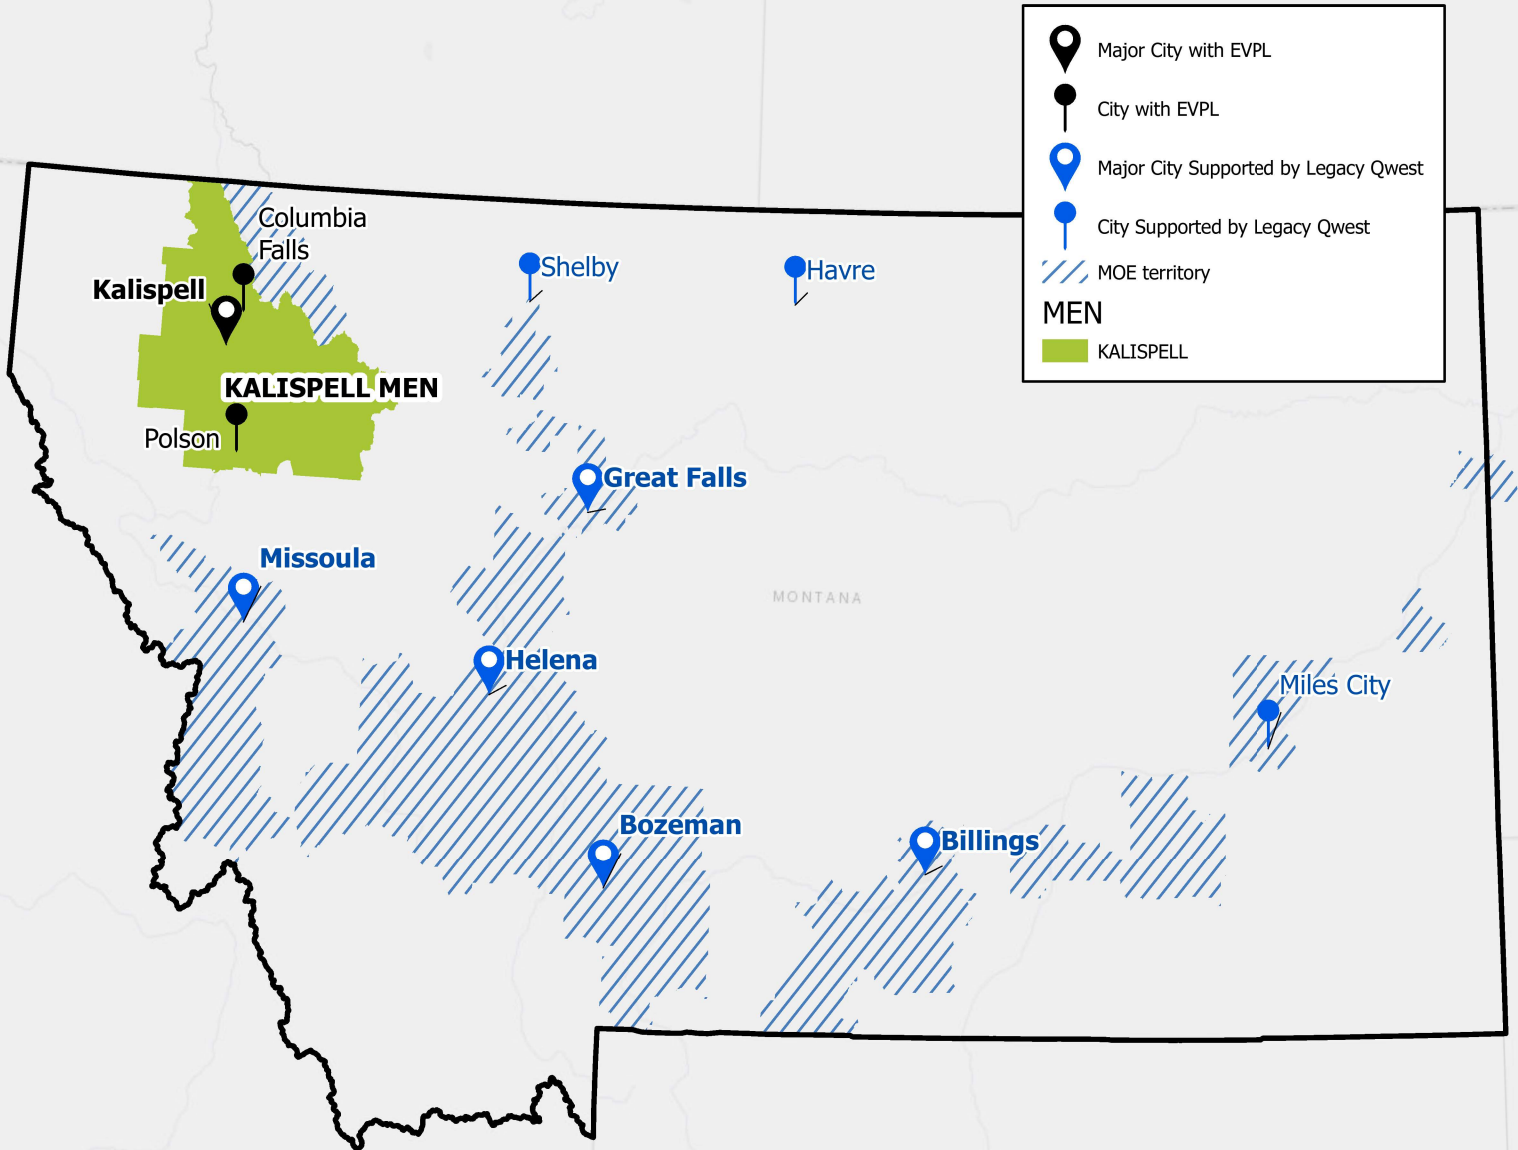 Major City with EVPL
City with EVPL
Major City Supported by Legacy Qwest
City Supported by Legacy Qwest
MOE territory
MEN
KALISPELL
Columbia
Falls
Kalispell
Shelby
Havre
KALISPELL MEN
Polson
Great Falls
Missoula
MONTANA
Helena
Miles City
Bozeman
Billings